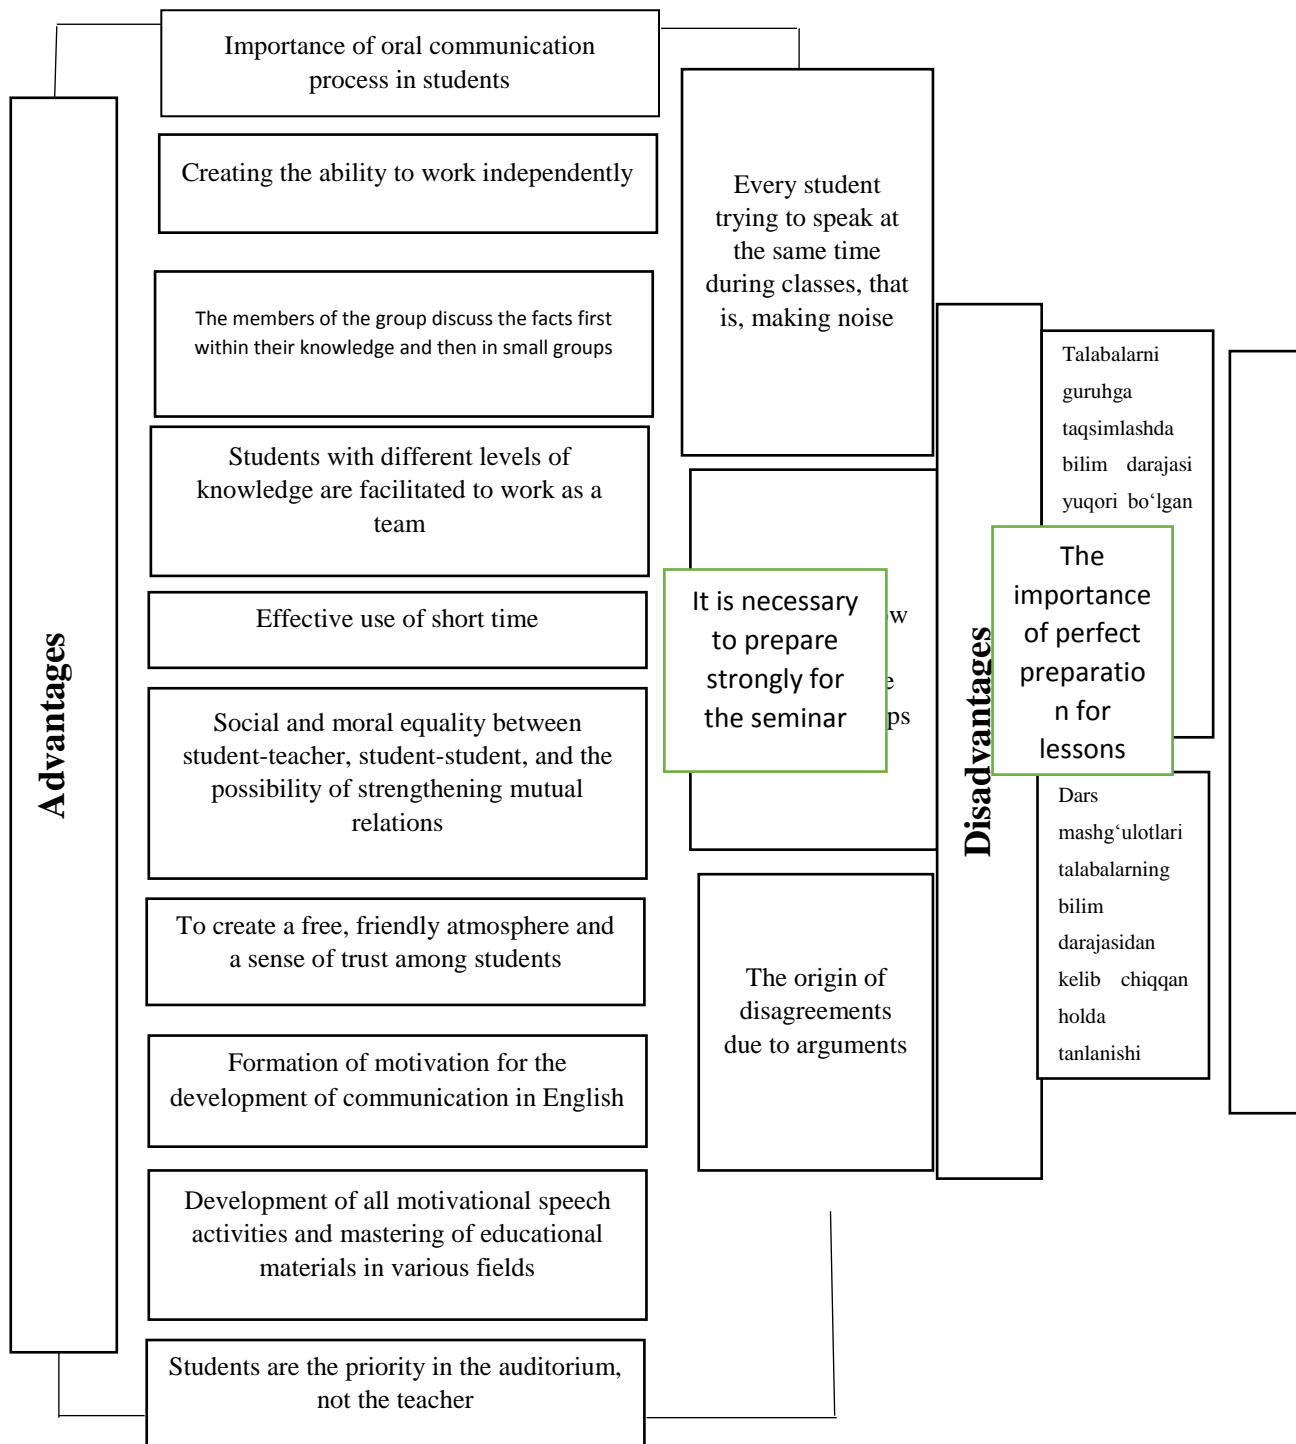 Importance of oral communication
process in students
Advantages
Creating the ability to work independently
The members of the group discuss the facts first
within their knowledge and then in small groups
Students with different levels of
knowledge are facilitated to work as a
team
Effective use of short time
Social and moral equality between
student-teacher, student-student, and the
possibility of strengthening mutual
relations
To create a free, friendly atmosphere and
a sense of trust among students
Formation of motivation for the
development of communication in English
Development of all motivational speech
activities and mastering of educational
materials in various fields
Students are the priority in the auditorium,
not the teacher
Every student
trying to speak at
the same time
during classes, that
is, making noise
It is necessary
to prepare
strongly for
the seminar
The origin of
disagreements
due to arguments
Disadvantages
Talabalarni
guruhga
taqsimlashda
bilim darajasi
yuqori bo‘lgan
The
importance
of perfect
preparatio
n for
lessons
Dars
mashg‘ulotlari
talabalarning
bilim
darajasidan
kelib chiqqan
holda
tanlanishi